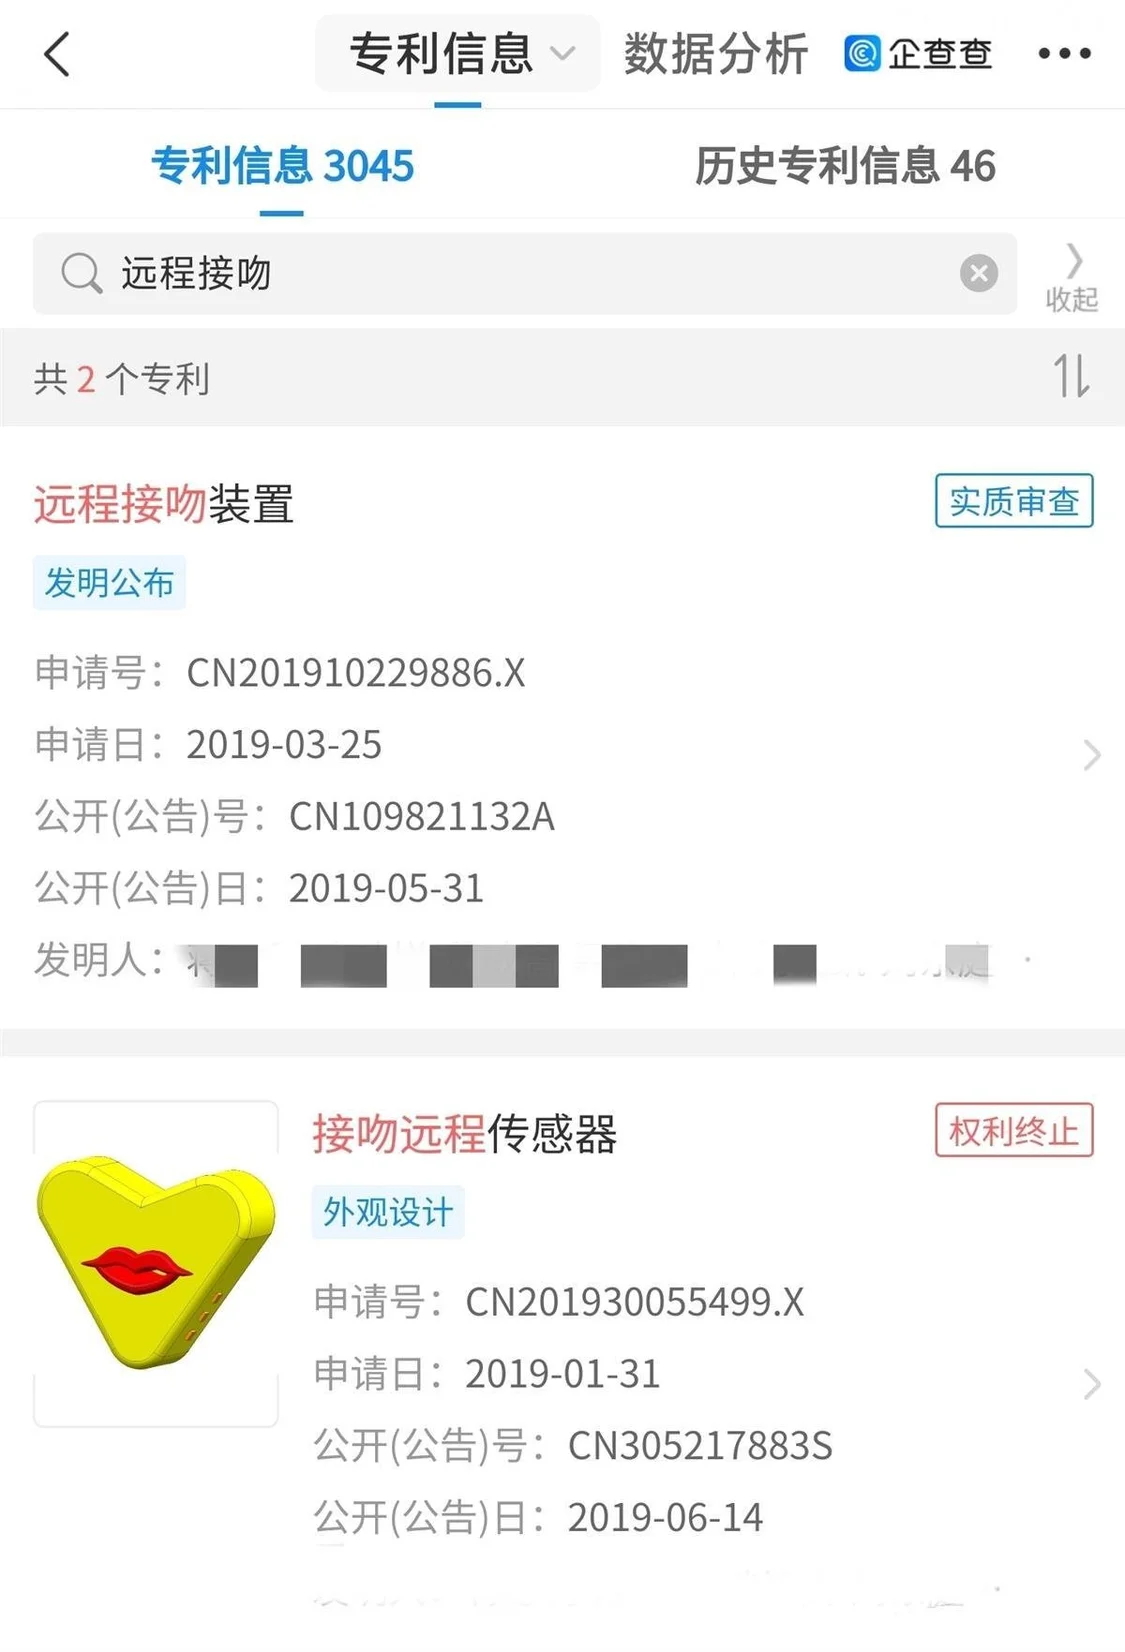 专利信息 数据分析 企查查
专利信息 3045 历史专利信息 46
远程接吻
收起
共 2 个专利
远程接吻装置 实质审查
发明公布
申请号：CN201910229886.X
申请日：2019-03-25
公开(公告)号：CN109821132A
公开(公告)日：2019-05-31
发明人：
接吻远程传感器 权利终止
外观设计
申请号：CN201930055499.X
申请日：2019-01-31
公开(公告)号：CN305217883S
公开(公告)日：2019-06-14